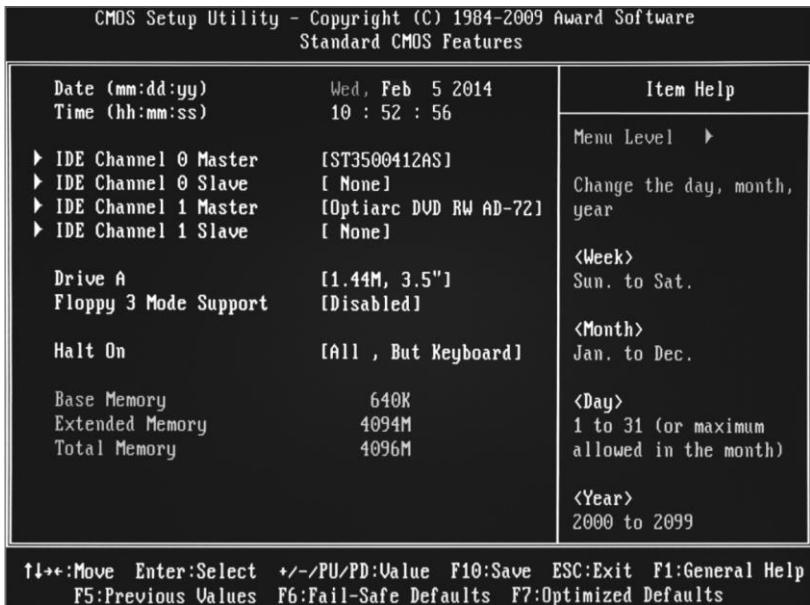 CMOS Setup Utility - Copyright (C) 1984-2009 Award Software
Standard CMOS Features
Date (mm:dd:yy) Wed, Feb 5 2014
Time (hh:mm:ss) 10 : 52 : 56
▶ IDE Channel 0 Master [ST3500412AS]
▶ IDE Channel 0 Slave [ None]
▶ IDE Channel 1 Master [Optiarc DVD RW AD-72]
▶ IDE Channel 1 Slave [ None]
Drive A [1.44M, 3.5"]
Floppy 3 Mode Support [Disabled]
Halt On [All , But Keyboard]
Base Memory 640K
Extended Memory 4094M
Total Memory 4096M
Item Help
Menu Level ▶
Change the day, month,
year
<Week>
Sun. to Sat.
<Month>
Jan. to Dec.
<Day>
1 to 31 (or maximum
allowed in the month)
<Year>
2000 to 2099
↑↓→←:Move Enter:Select +/-/PU/PD:Value F10:Save ESC:Exit F1:General Help
F5:Previous Values F6:Fail-Safe Defaults F7:Optimized Defaults